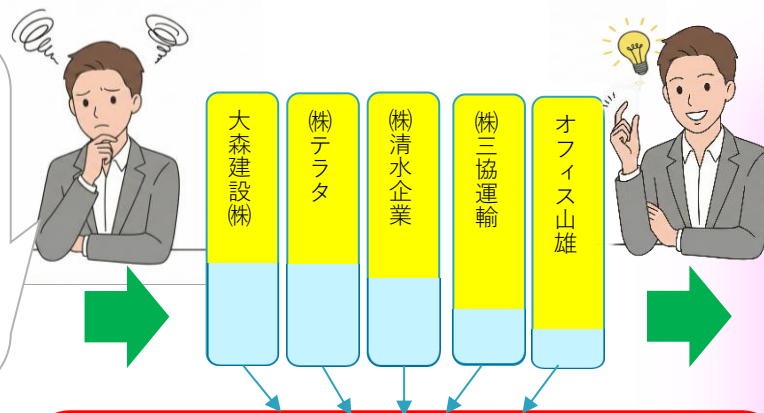 大森建設㈱
㈱テラタ
㈱清水企業
㈱三協運輸
オフィス山雄